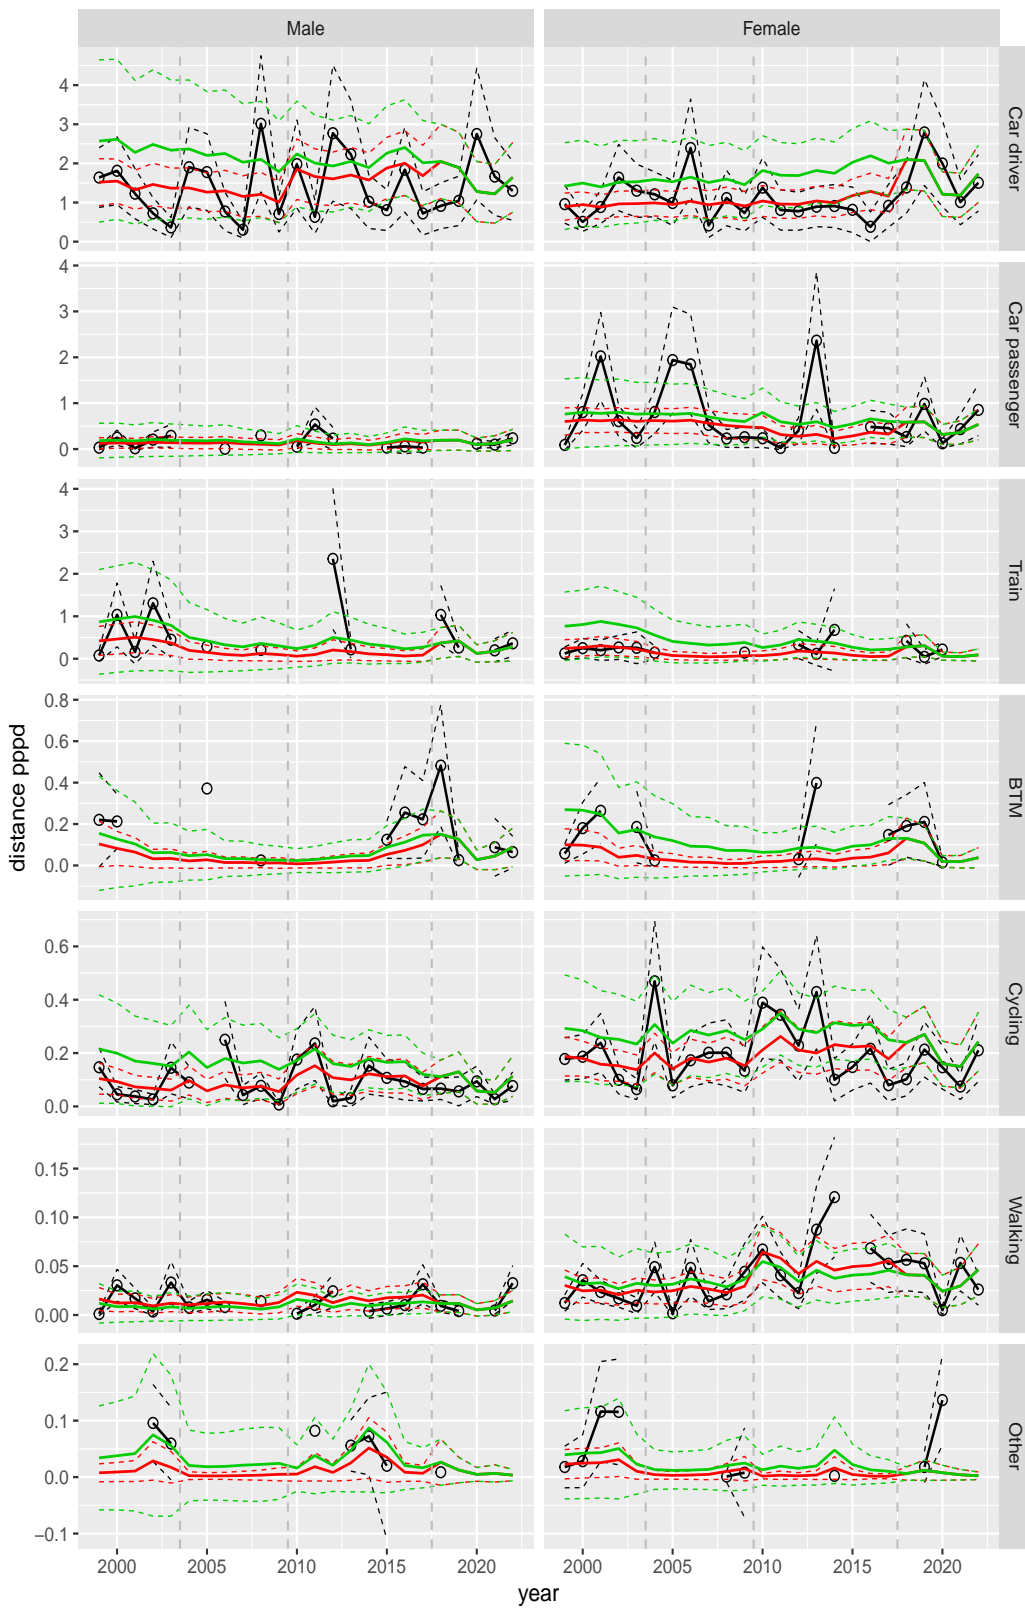 Male Female
4
3
2
1
0
Car driver
4
3
2
1
0
Car passenger
4
3
2
1
0
Train
0.8
0.6
0.4
0.2
0.0
BTM
distance pppd
0.6
0.4
0.2
0.0
Cycling
0.15
0.10
0.05
0.00
Walking
0.2
0.1
0.0
−0.1
Other
2000 2005 2010 2015 2020 2000 2005 2010 2015 2020
year